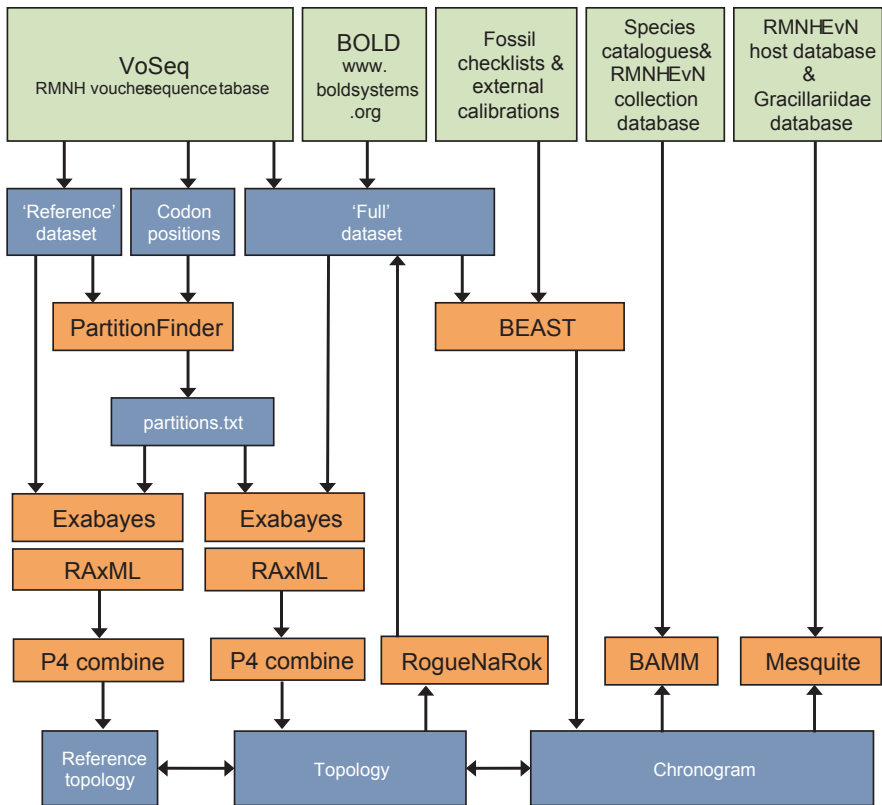 VoSeq
RMNH vouchesequencetabase
BOLD
www.
boldsystems
.org
Fossil
checklists &
external
calibrations
Species
catalogues&
RMNHEvN
collection
database
RMNHEvN
host database
&
Gracillariidae
database
‘Reference’
dataset
Codon
positions
‘Full’
dataset
PartitionFinder
BEAST
partitions.txt
Exabayes
Exabayes
RAxML
RAxML
P4 combine
P4 combine
RogueNaRok
BAMM
Mesquite
Reference
topology
Topology
Chronogram